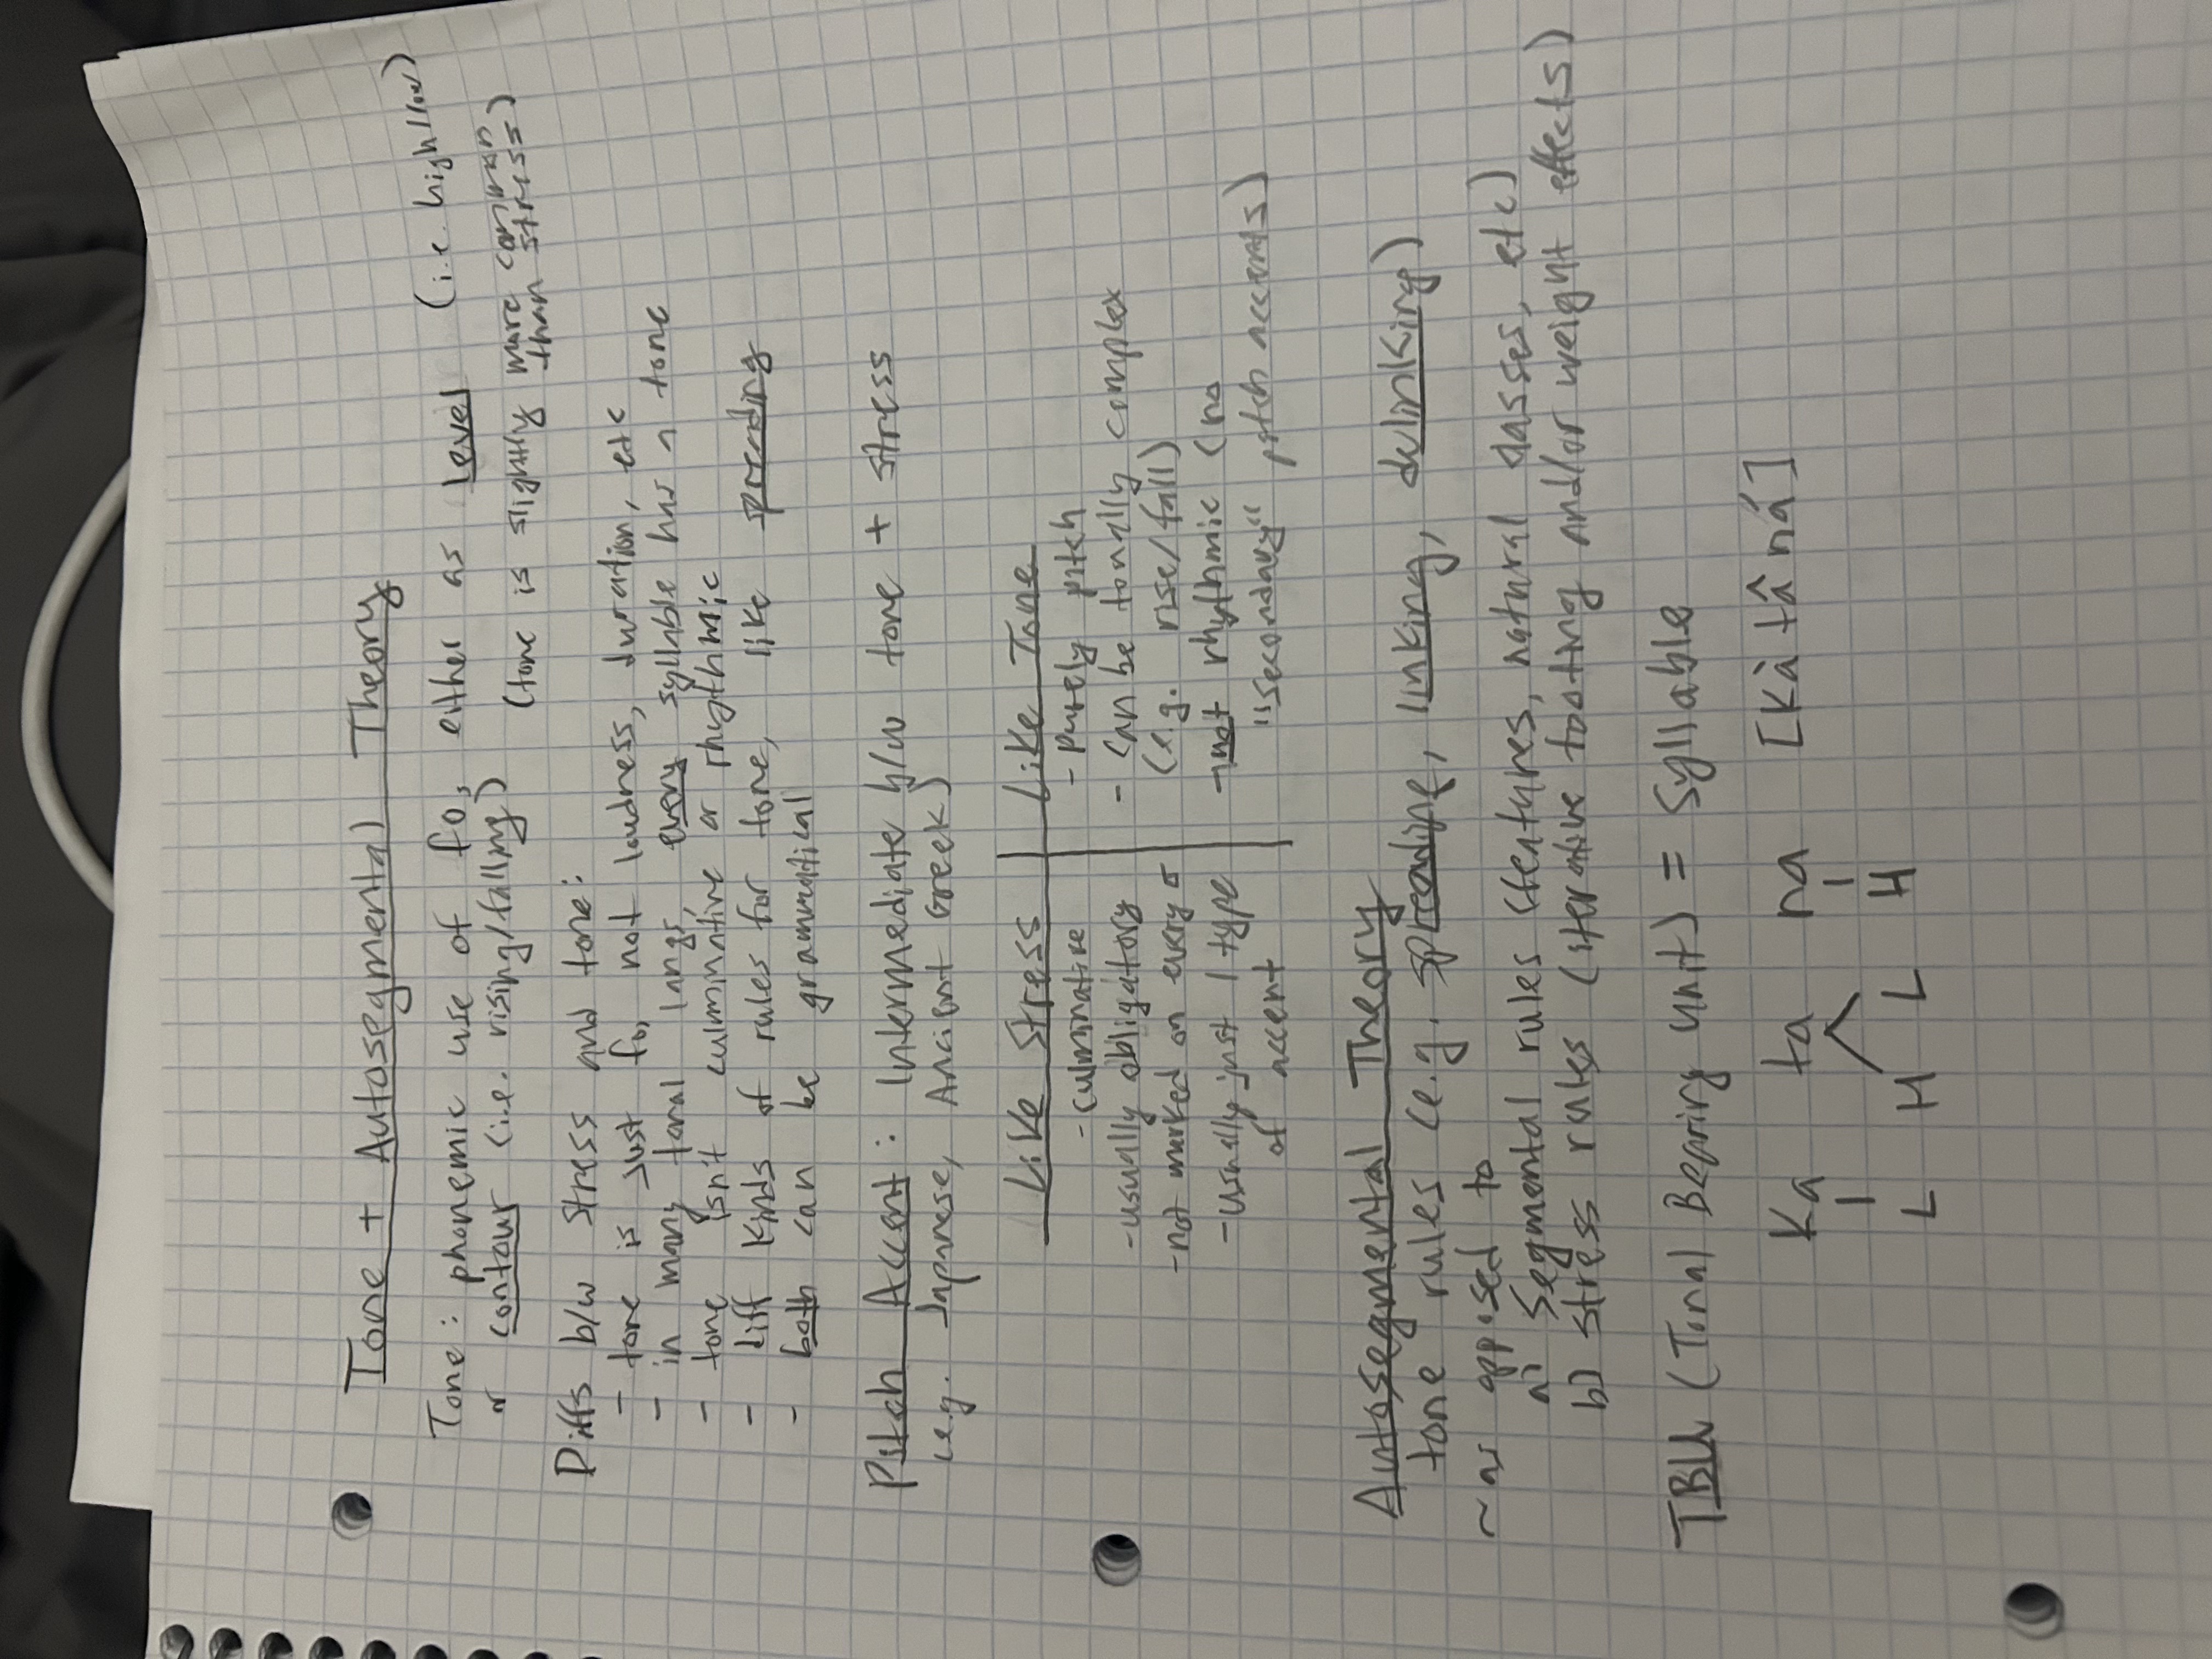 Tone + Autosegmental Theory
Tone: phonemic use of f0, either as level (i.e. high/low)
or contour (i.e. rising/falling)
(tone is slightly more common
than stress)
Diffs b/w stress and tone:
- tone is just f0, not loudness, duration, etc
- in many tonal langs, every syllable has a tone
- tone isn't culminative or rhythmic
- diff kinds of rules for tone, like spreading
- both can be grammatical
Pitch Accent: Intermediate b/w tone + stress
(e.g. Japanese, Ancient Greek)
Like Stress
- culminative
- usually obligatory
- not marked on every σ
- usually just 1 type
of accent
Like Tone
- Purely pitch
- can be tonally complex
(e.g. rise/fall)
- not rhythmic (no
"secondary" pitch accents)
Autosegmental Theory
tone rules (e.g. spreading, linking, delinking)
~ as opposed to
a) segmental rules (features, natural classes, etc)
b) stress rules (iterative footing and/or weight effects)
TBU (Tonal Bearing Unit) = Syllable
Ka ta na [Kà tâ ná]
L H L H